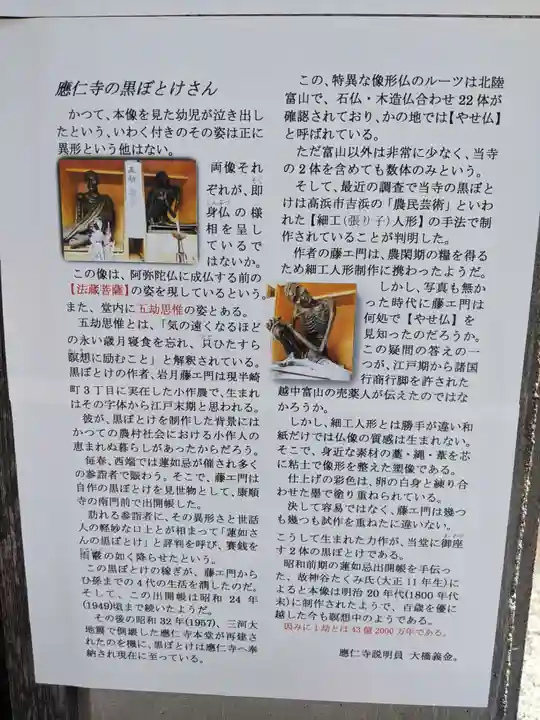 應仁寺の黒ぼとけさん
かつて、本像を見た幼児が泣き出し
たという、いわく付きのその姿は正に
異形という他はない。
両像それ
ぞれが、即
身仏の様
相を呈し
ているで
はないか。
この像は、阿弥陀仏に成仏する前の
【法蔵菩薩】の姿を現しているという。
また、堂内に五劫思惟の姿とある。
五劫思惟とは、「気の遠くなるほど
の永い歳月寝食を忘れ、只ひたすら
瞑想に励むこと」と解釈されている。
黒ぼとけの作者、岩月藤エ門は現半崎
町3丁目に実在した小作農で、生まれ
はその字体から江戸末期と思われる。
彼が、黒ぼとけを制作した背景には
かつての農村社会における小作人の
恵まれぬ暮らしがあったからだろう。
毎春、西端では蓮如忌が催され多く
の参詣者で賑わう。そこで、藤エ門は
自作の黒ぼとけを見世物として、康順
寺の南門前で出開帳した。
訪れる参詣者に、その異形さと世話
人の軽妙な口上とが相まって「蓮如さ
んの黒ぼとけ」と評判を呼び、賽銭を
雨霰の如く降らせたという。
この黒ぼとけの稼ぎが、藤エ門から
ひ孫までの4代の生活を潤したのだ。
そして、この出開帳は昭和24年
(1949)頃まで続いたようだ。
その後の昭和32年(1957)、三河大
地震で倒壊した應仁寺本堂が再建さ
れたのを機に、黒ぼとけは應仁寺へ奉
納され現在に至っている。
この、特異な像形仏のルーツは北陸
富山で、石仏・木造仏合わせ22体が
確認されており、かの地では【やせ仏】
と呼ばれている。
ただ富山以外は非常に少なく、当寺
の2体を含めても数体のみという。
そして、最近の調査で当寺の黒ぼと
けは高浜市吉浜の「農民芸術」といわ
れた【細工(張り子)人形】の手法で制
作されていることが判明した。
作者の藤エ門は、農閑期の糧を得る
ため細工人形制作に携わったようだ。
しかし、写真も無か
った時代に藤エ門は
何処で【やせ仏】を
見知ったのだろうか。
この疑問の答えの一
つが、江戸期から諸国
行商行脚を許された
越中富山の売薬人が伝えたのではな
かろうか。
しかし、細工人形とは勝手が違い和
紙だけでは仏像の質感は生まれない。
そこで、身近な素材の藁・縄・葦を芯
に粘土で像形を整えた塑像である。
仕上げの彩色は、卵の白身と練り合
わせた墨で塗り重ねられている。
決して容易ではなく、藤エ門は幾つ
も幾つも試作を重ねたに違いない。
こうして生まれた力作が、当堂に御座
す2体の黒ぼとけである。
昭和前期の蓮如忌出開帳を手伝っ
た、故神谷たくみ氏(大正11年生)に
よると本像は明治20年代(1800年代
末)に制作されたようで、百歳を優に
越した今も瞑想中のようである。
因みに1劫とは43億2000万年である。
應仁寺説明員 大橋義金。